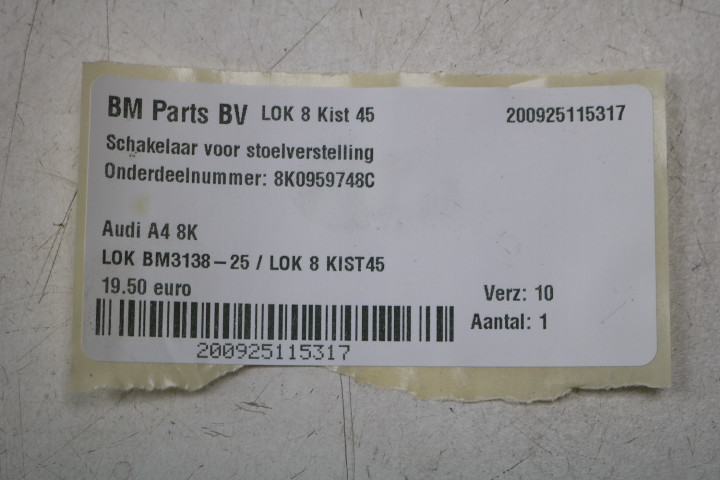 BM Parts BV LOK 8 Kist 45 200925115317
Schakelaar voor stoelverstelling
Onderdeelnummer: 8K0959748C
Audi A4 8K
LOK BM3138-25 / LOK 8 KIST45
19.50 euro Verz: 10
Aantal: 1
200925115317